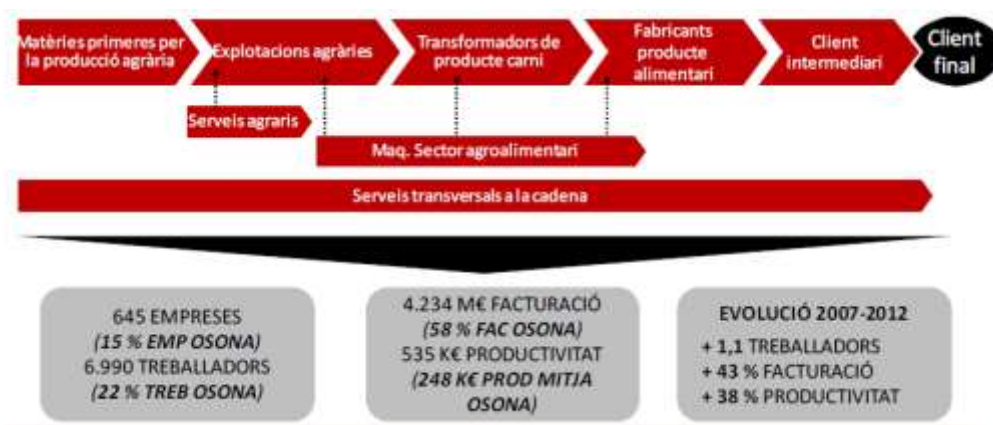 Matèries primeres per
la producció agrària
Explotacions agràries
Transformadors de
producte carni
Fabricants
producte
alimentari
Client
intermediari
Client
final
Serveis agraris
Maq. Sector agroalimentari
Serveis transversals a la cadena
645 EMPRESES
(15 % EMP OSONA)
6.990 TREBALLADORS
(22 % TREB OSONA)
4.234 M€ FACTURACIÓ
(58 % FAC OSONA)
535 K€ PRODUCTIVITAT
(248 K€ PROD MITJA
OSONA)
EVOLUCIÓ 2007-2012
+ 1,1 TREBALLADORS
+ 43 % FACTURACIÓ
+ 38 % PRODUCTIVITAT